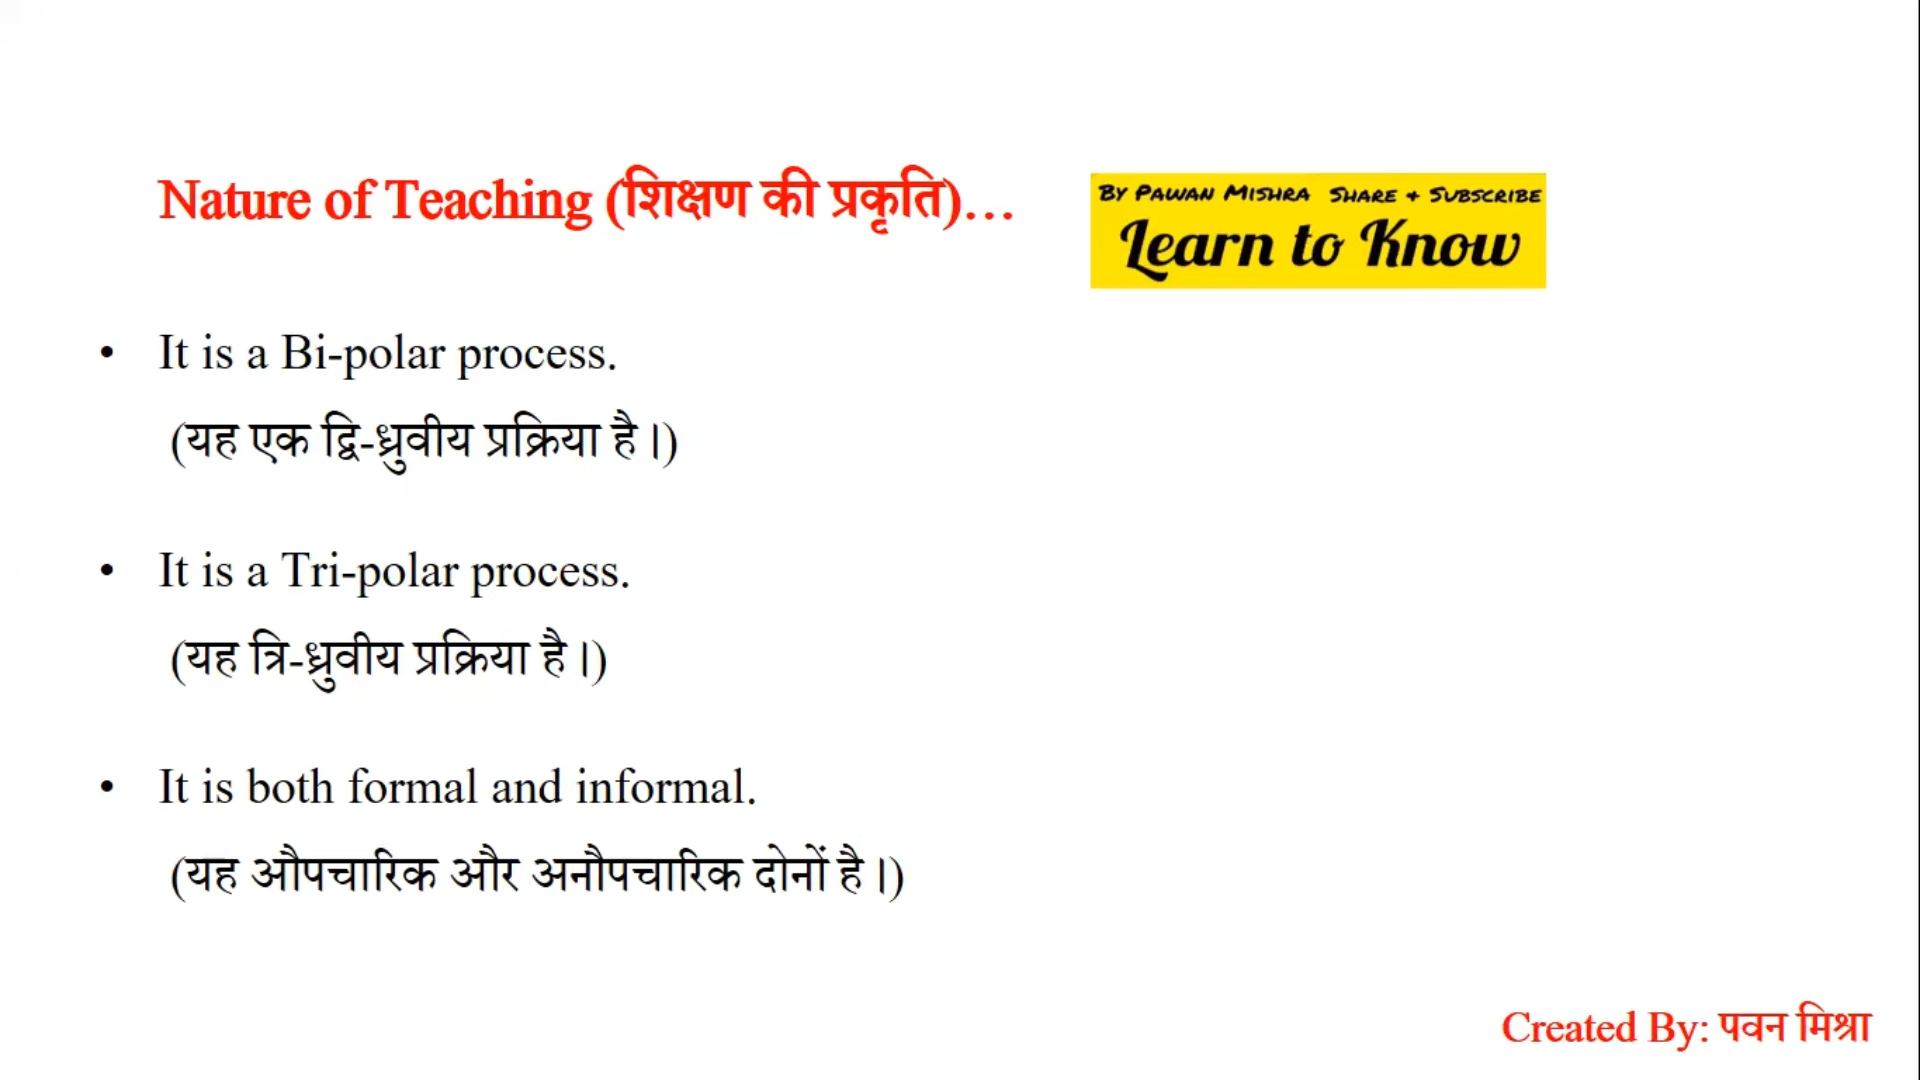 Nature of Teaching (शिक्षण की प्रकृति)...
By Pawan Mishra Share + Subscribe
Learn to Know
• It is a Bi-polar process.
(यह एक द्वि-ध्रुवीय प्रक्रिया है।)
• It is a Tri-polar process.
(यह त्रि-ध्रुवीय प्रक्रिया है।)
• It is both formal and informal.
(यह औपचारिक और अनौपचारिक दोनों है।)
Created By: पवन मिश्रा